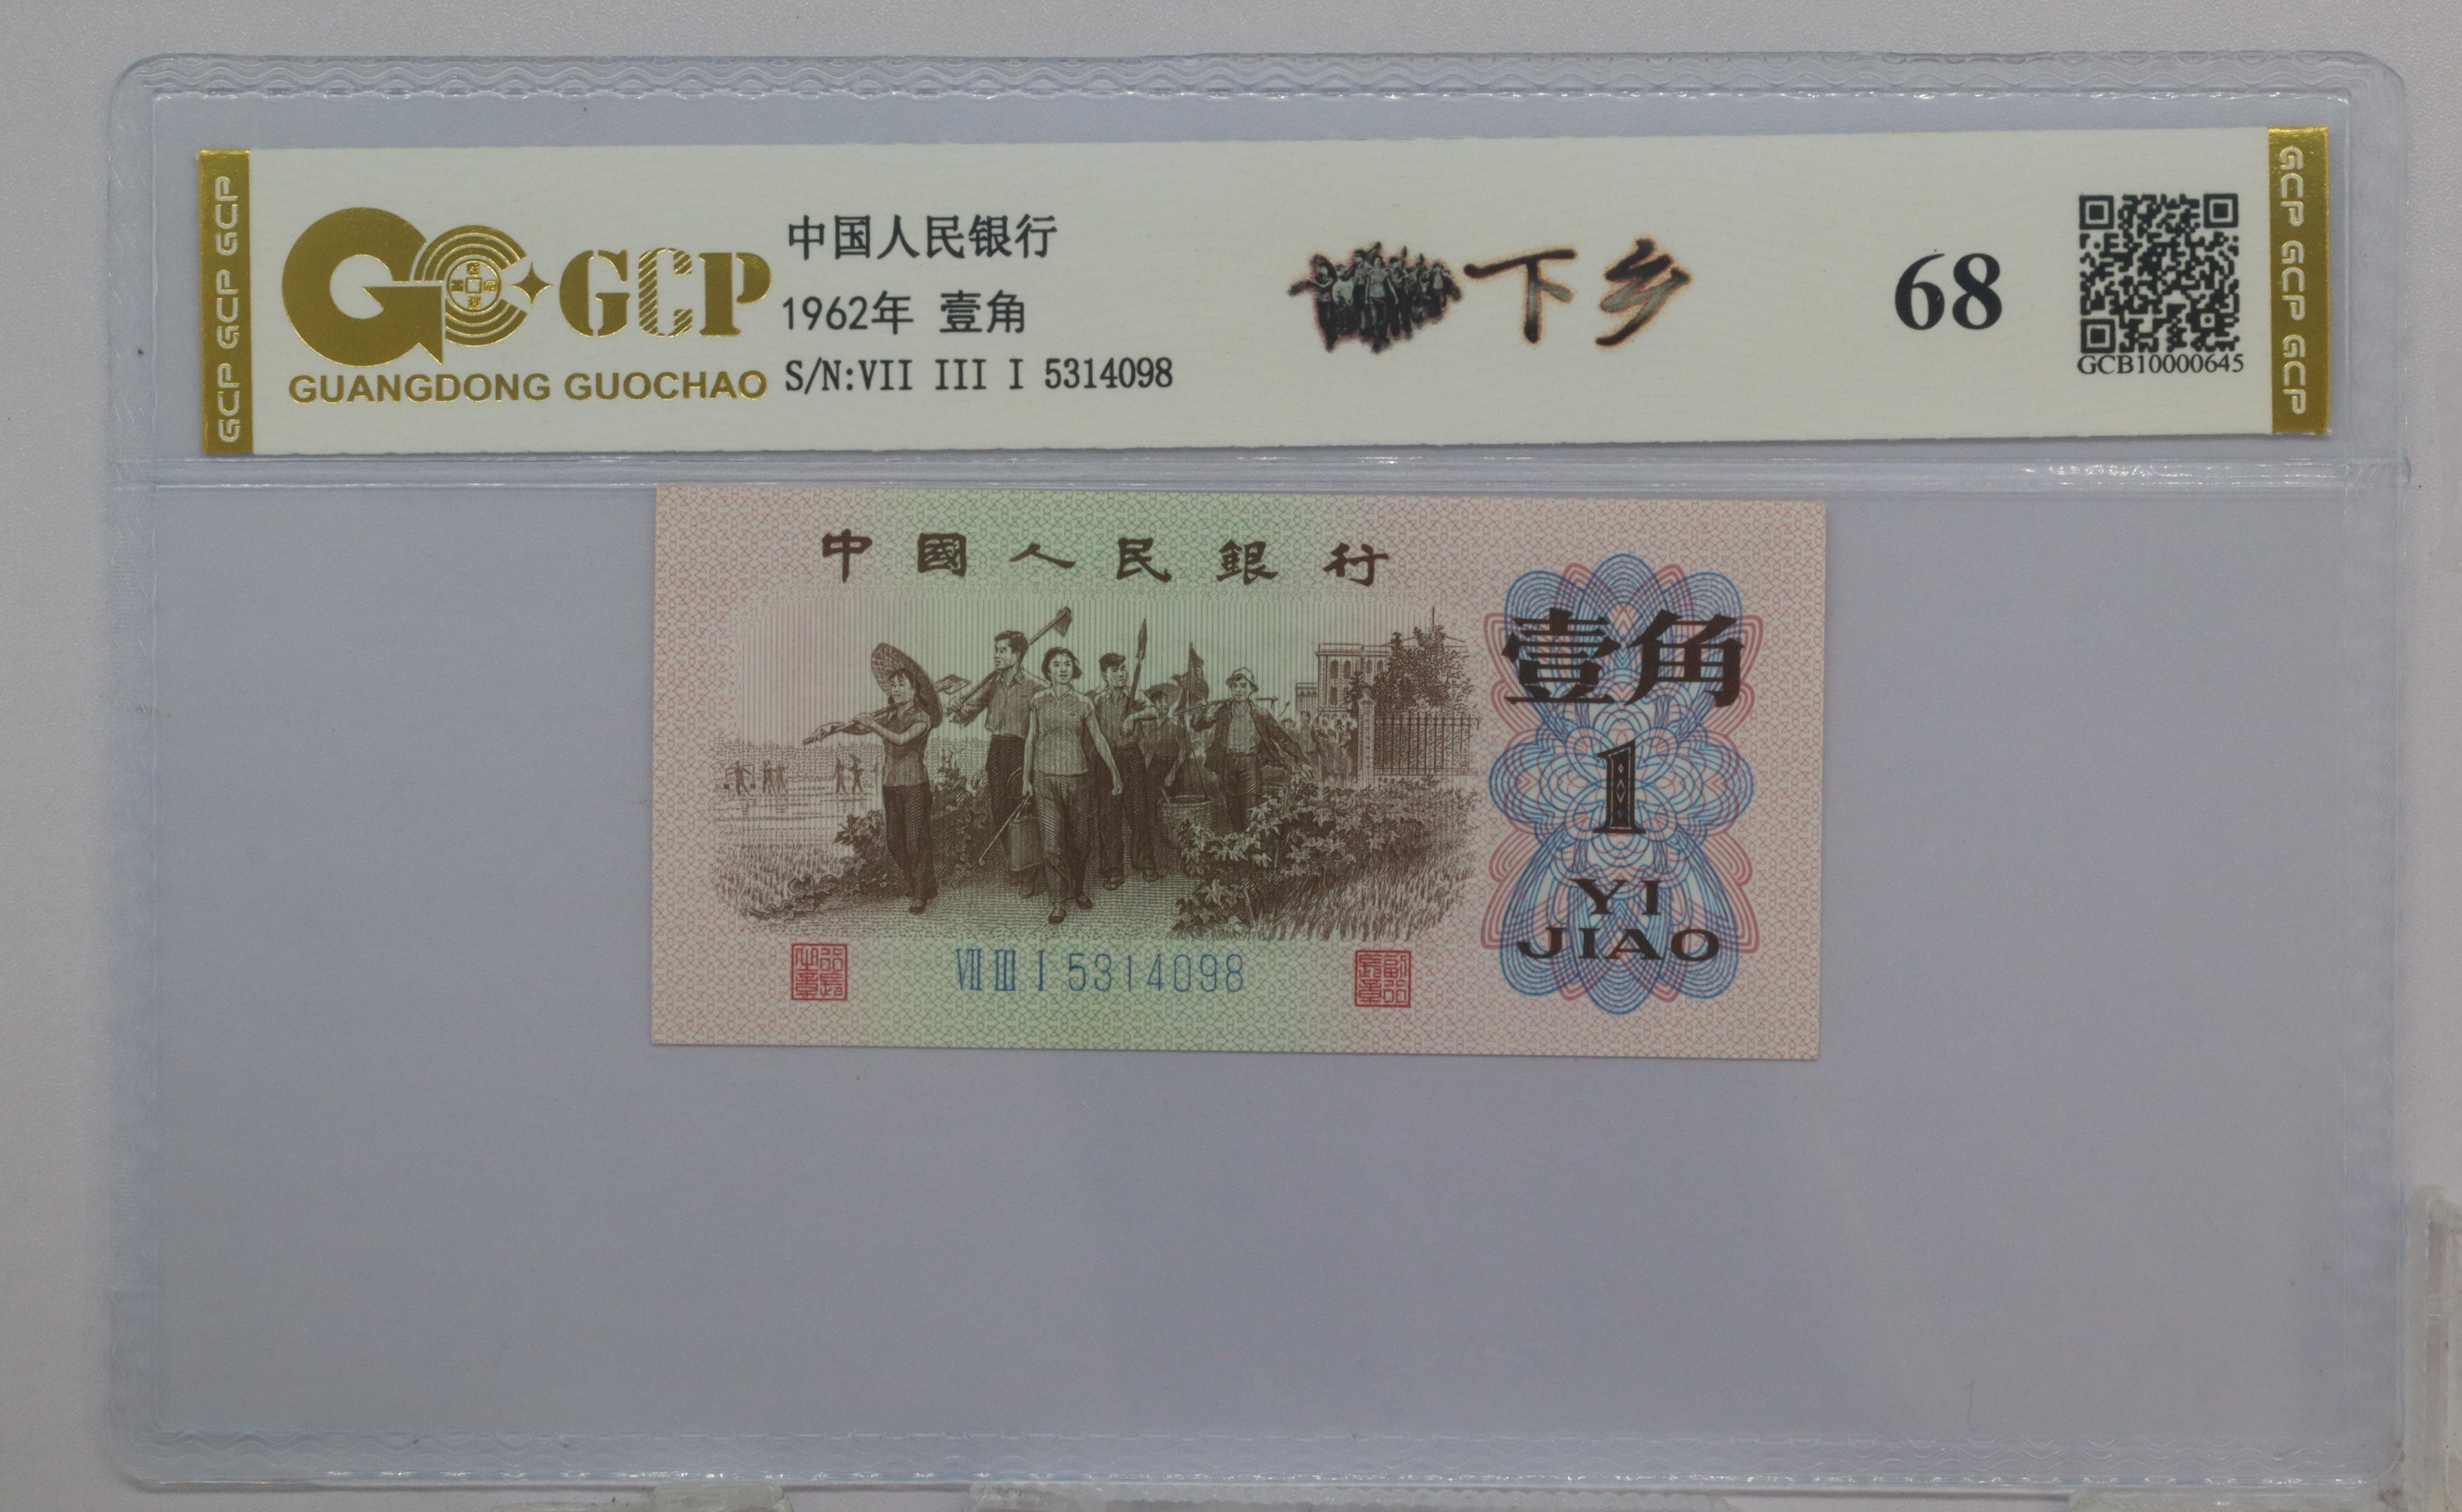 GCP GCP GCP
GCP
GUANGDONG GUOCHAO
中国人民银行
1962年 壹角
S/N:VII III I 5314098
下乡
68
GCB10000645
GCP GCP GCP
中國人民銀行
壹角
1
YI
JIAO
VII III I 5314098